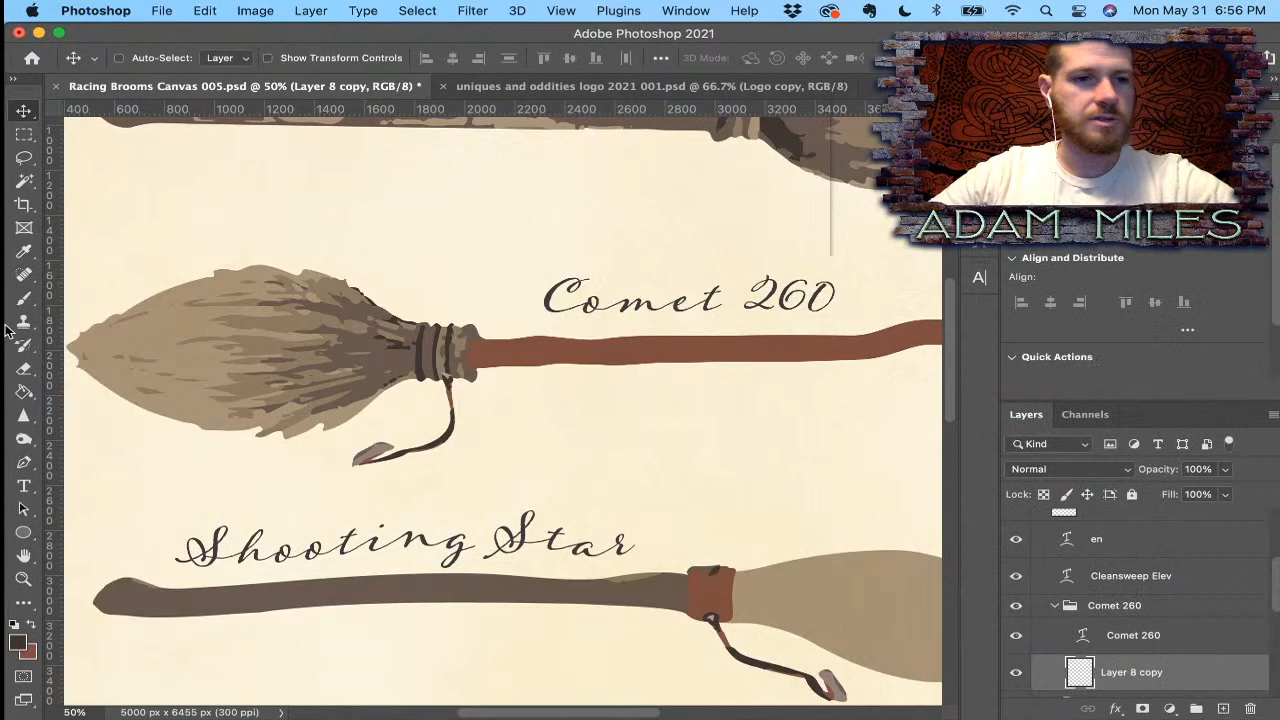 Photoshop File Edit Image Layer Type Select Filter 3D View Plugins Window Help Mon May 31 6:56 PM
Adobe Photoshop 2021
Auto-Select: Layer Show Transform Controls 3D Mode:
Racing Brooms Canvas 005.psd @ 50% (Layer 8 copy, RGB/8) * uniques and oddities logo 2021 001.psd @ 66.7% (Logo copy, RGB/8)
400 600 800 1000 1200 1400 1600 1800 2000 2200 2400 2600 2800 3000 3200 3400
ADAM MILES
Align and Distribute
Align:
Comet 260
Quick Actions
Layers Channels
Kind
Normal Opacity: 100%
Lock: Fill: 100%
Shooting Star
en
Cleansweep Elev
Comet 260
Comet 260
Layer 8 copy
50% 5000 px x 6455 px (300 ppi)